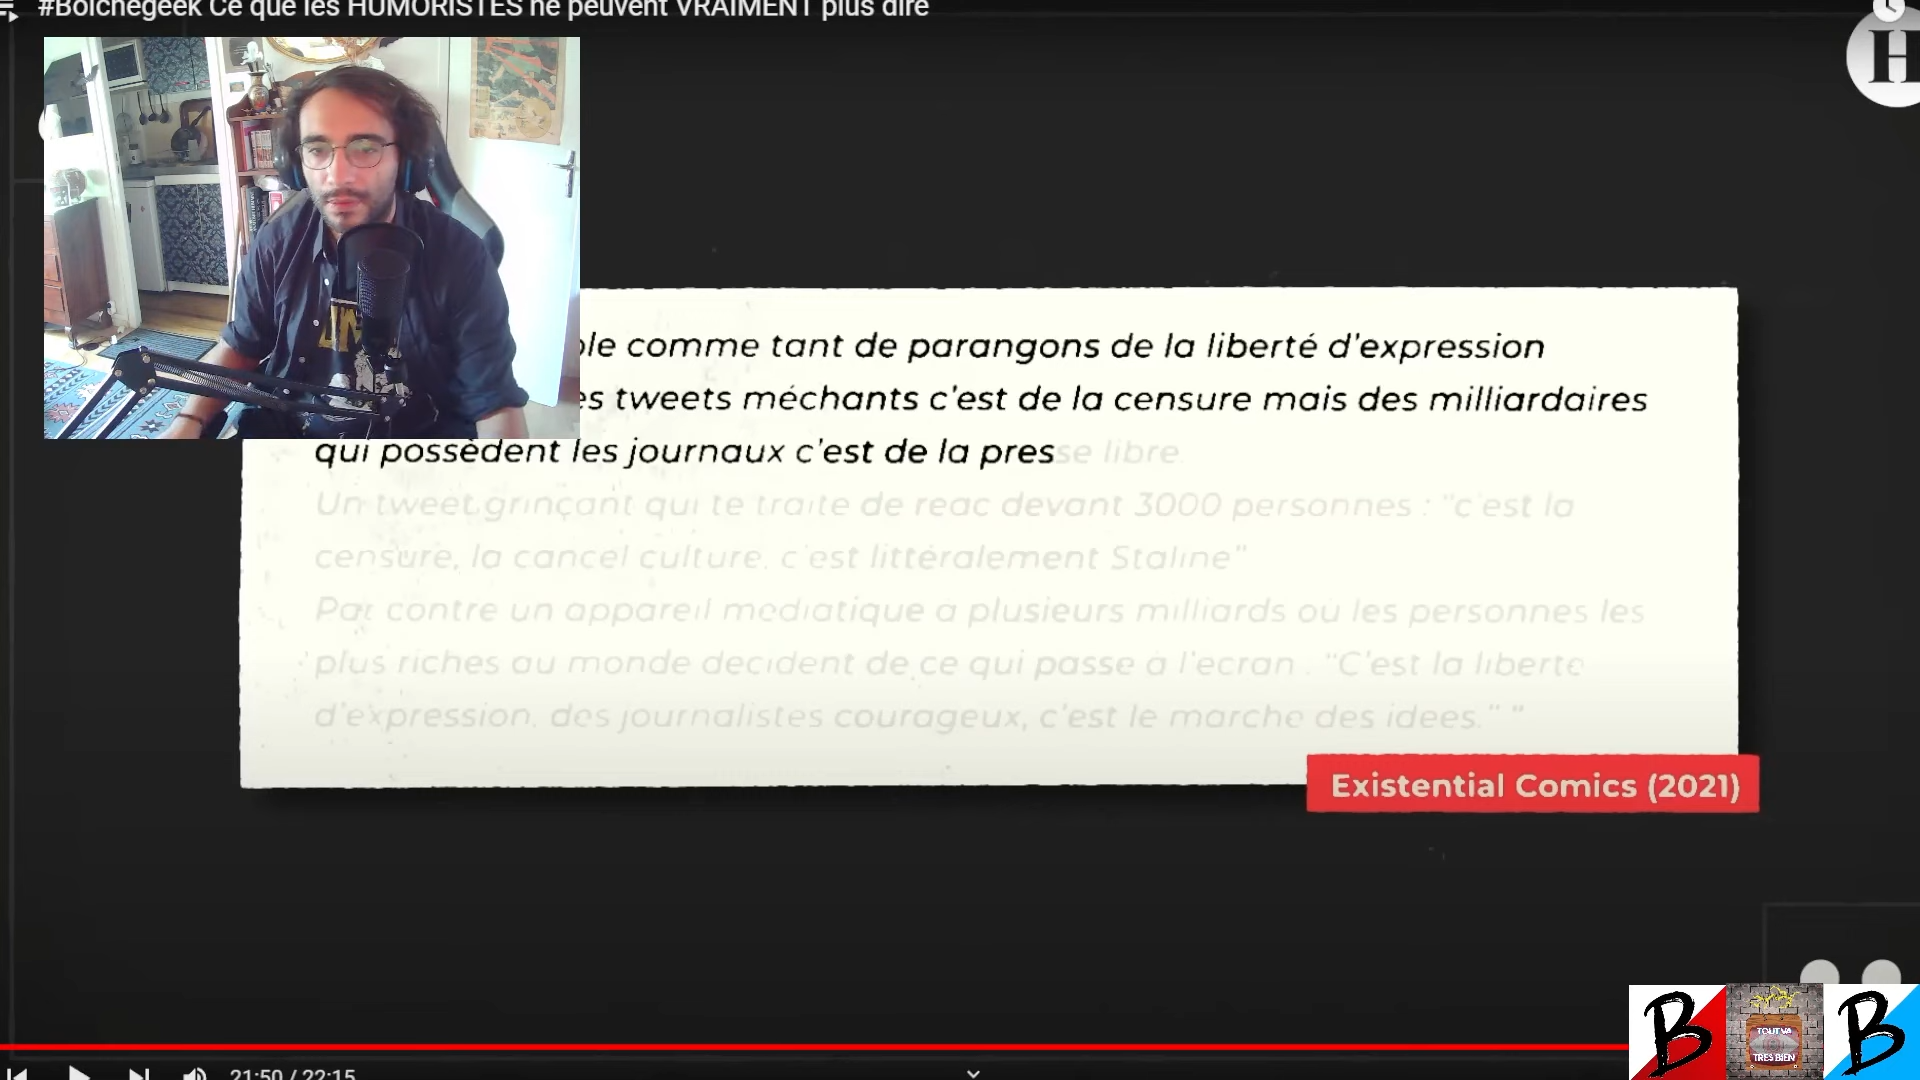 #Bolchegeek Ce que les HUMORISTES ne peuvent VRAIMENT plus dire
H
comme tant de parangons de la liberté d'expression
tweets méchants c'est de la censure mais des milliardaires
qui possèdent les journaux c'est de la presse libre
Un tweet grinçant qui te traite de reac devant 3000 personnes : "c'est la
censure, la cancel culture, c'est littéralement Staline"
Par contre un appareil mediatique a plusieurs milliards ou les personnes les
plus riches au monde decident de ce qui passe à l'ecran : "C'est la liberte
d'expression, des journalistes courageux, c'est le marche des idees." "
Existential Comics (2021)
B
TOUT VA
TRES BIEN
B
21:50 / 22:15